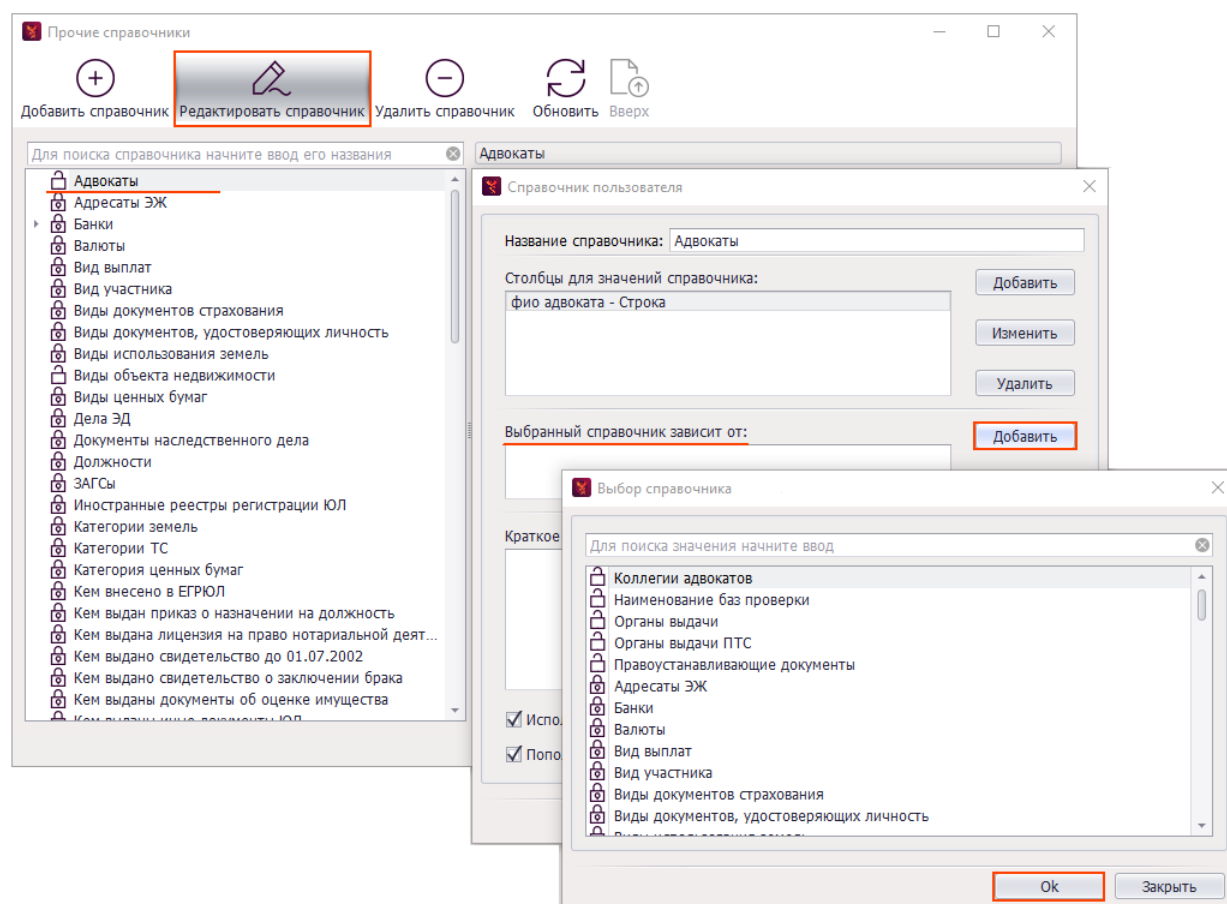 Прочие справочники
Добавить справочник Редактировать справочник Удалить справочник Обновить Вверх
Для поиска справочника начните ввод его названия
Адвокаты
Адресаты ЭЖ
Банки
Валюты
Вид выплат
Вид участника
Виды документов страхования
Виды документов, удостоверяющих личность
Виды использования земель
Виды объекта недвижимости
Виды ценных бумаг
Дела ЭД
Документы наследственного дела
Должности
ЗАГСы
Иностранные реестры регистрации ЮЛ
Категории земель
Категории ТС
Категория ценных бумаг
Кем внесено в ЕГРЮЛ
Кем выдан приказ о назначении на должность
Кем выдана лицензия на право нотариальной деят...
Кем выдано свидетельство до 01.07.2002
Кем выдано свидетельство о заключении брака
Кем выданы документы об оценке имущества
Кем выданы иные документы ЮЛ
Адвокаты
Справочник пользователя
Название справочника: Адвокаты
Столбцы для значений справочника:
фио адвоката - Строка
Добавить
Изменить
Удалить
Выбранный справочник зависит от:
Добавить
Краткое
Испол
Попо
Выбор справочника
Для поиска значения начните ввод
Коллегии адвокатов
Наименование баз проверки
Органы выдачи
Органы выдачи ПТС
Правоустанавливающие документы
Адресаты ЭЖ
Банки
Валюты
Вид выплат
Вид участника
Виды документов страхования
Виды документов, удостоверяющих личность
Виды использования земель
Ok Закрыть